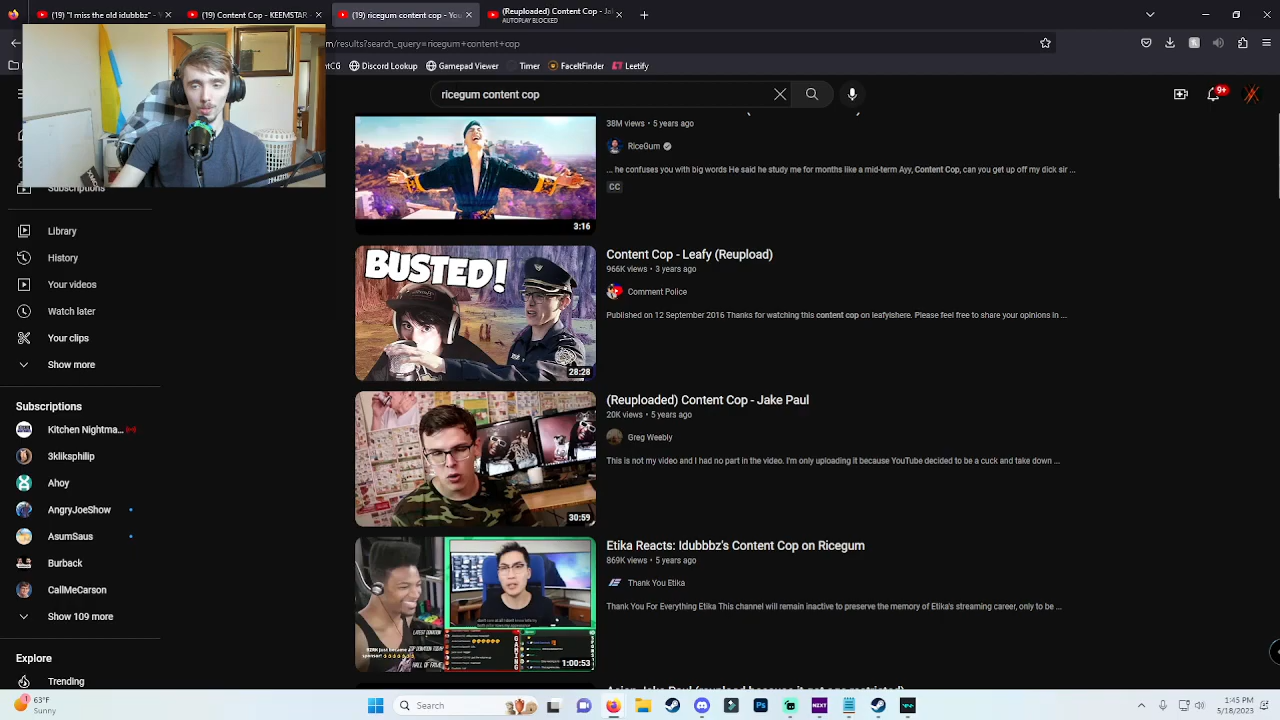 (19) "I miss the old idubbbz" - Y
(19) Content Cop - KEEMSTAR -
(19) ricegum content cop - You
(Reuploaded) Content Cop - Ja
AUTOPLAY BLOCKED
m/results?search_query=ricegum+content+cop
Discord Lookup
Gamepad Viewer
Timer
FaceItFinder
Leetify
ricegum content cop
9+
38M views • 5 years ago
RiceGum
... he confuses you with big words He said he study me for months like a mid-term Ayy, Content Cop, can you get up off my dick sir ...
CC
3:16
Subscriptions
Library
History
Your videos
Watch later
Your clips
Show more
Subscriptions
Kitchen Nightma...
3kliksphilip
Ahoy
AngryJoeShow
AsumSaus
Burback
CallMeCarson
Show 109 more
Explore
Trending
BUSTED!
28:28
Content Cop - Leafy (Reupload)
966K views • 3 years ago
Comment Police
Published on 12 September 2016 Thanks for watching this content cop on leafyishere. Please feel free to share your opinions in ...
30:59
(Reuploaded) Content Cop - Jake Paul
20K views • 5 years ago
Greg Weebly
This is not my video and I had no part in the video. I'm only uploading it because YouTube decided to be a cuck and take down ...
1:00:53
Etika Reacts: Idubbbz's Content Cop on Ricegum
869K views • 5 years ago
Thank You Etika
Thank You For Everything Etika This channel will remain inactive to preserve the memory of Etika's streaming career, only to be ...
63°F
Sunny
Search
NEXT
1:45 PM
5/18/2023